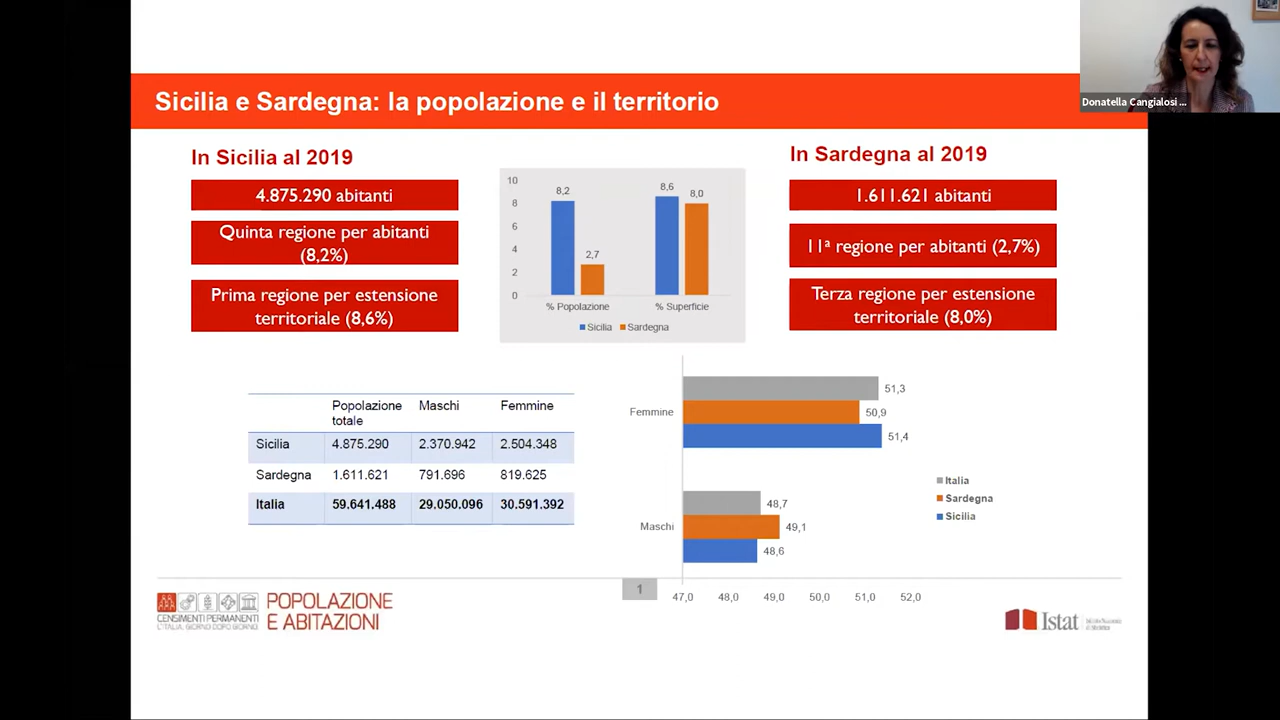 Donatella Cangialosi ...
Sicilia e Sardegna: la popolazione e il territorio
In Sicilia al 2019
4.875.290 abitanti
Quinta regione per abitanti
(8,2%)
Prima regione per estensione
territoriale (8,6%)
10
8
6
4
2
0
8,2
2,7
8,6
8,0
% Popolazione
% Superficie
Sicilia
Sardegna
In Sardegna al 2019
1.611.621 abitanti
11ª regione per abitanti (2,7%)
Terza regione per estensione
territoriale (8,0%)
Popolazione totale Maschi Femmine
Sicilia 4.875.290 2.370.942 2.504.348
Sardegna 1.611.621 791.696 819.625
Italia 59.641.488 29.050.096 30.591.392
Femmine
51,3
50,9
51,4
Maschi
48,7
49,1
48,6
Italia
Sardegna
Sicilia
47,0 48,0 49,0 50,0 51,0 52,0
1
CENSIMENTI PERMANENTI
L'ITALIA, GIORNO DOPO GIORNO
POPOLAZIONE
E ABITAZIONI
Istat